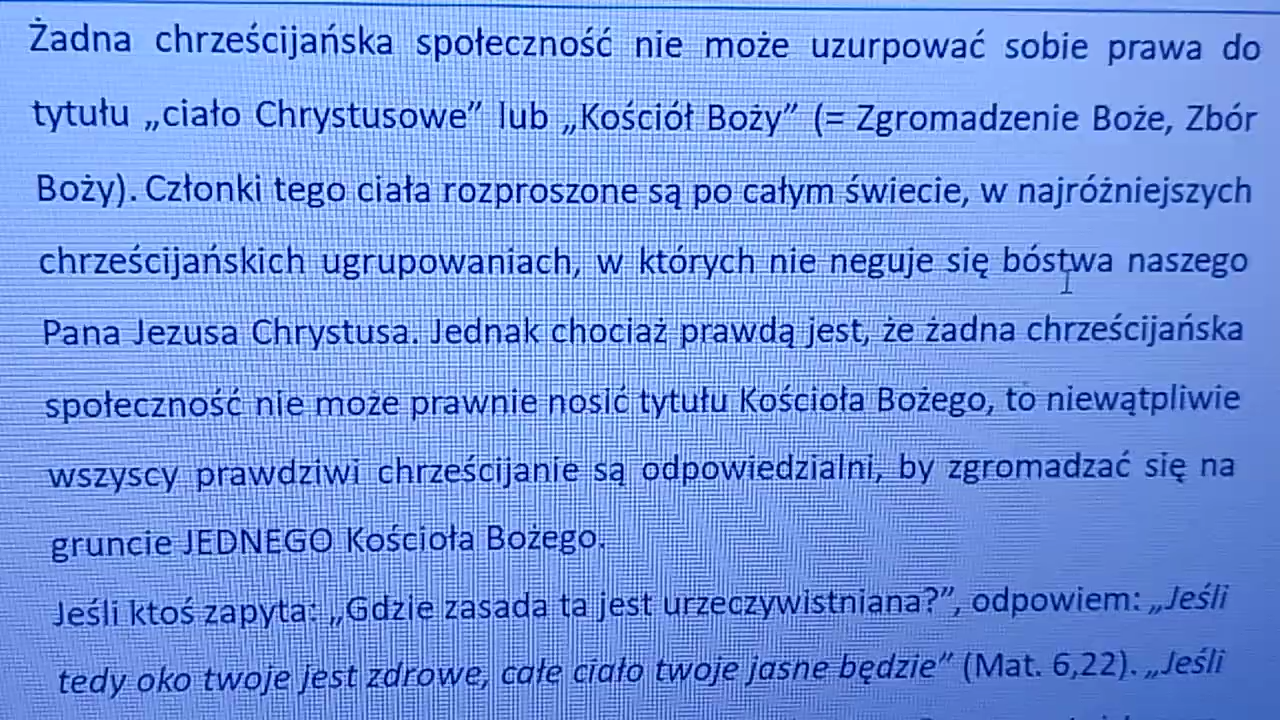 Żadna chrześcijańska społeczność nie może uzurpować sobie prawa do
tytułu „ciało Chrystusowe” lub „Kościół Boży” (= Zgromadzenie Boże, Zbór
Boży). Członki tego ciała rozproszone są po całym świecie, w najróżniejszych
chrześcijańskich ugrupowaniach, w których nie neguje się bóstwa naszego
Pana Jezusa Chrystusa. Jednak chociaż prawdą jest, że żadna chrześcijańska
społeczność nie może prawnie nosić tytułu Kościoła Bożego, to niewątpliwie
wszyscy prawdziwi chrześcijanie są odpowiedzialni, by zgromadzać się na
gruncie JEDNEGO Kościoła Bożego.
Jeśli ktoś zapyta: „Gdzie zasada ta jest urzeczywistniana?”, odpowiem: „Jeśli
tedy oko twoje jest zdrowe, całe ciało twoje jasne będzie” (Mat. 6,22). „Jeśli